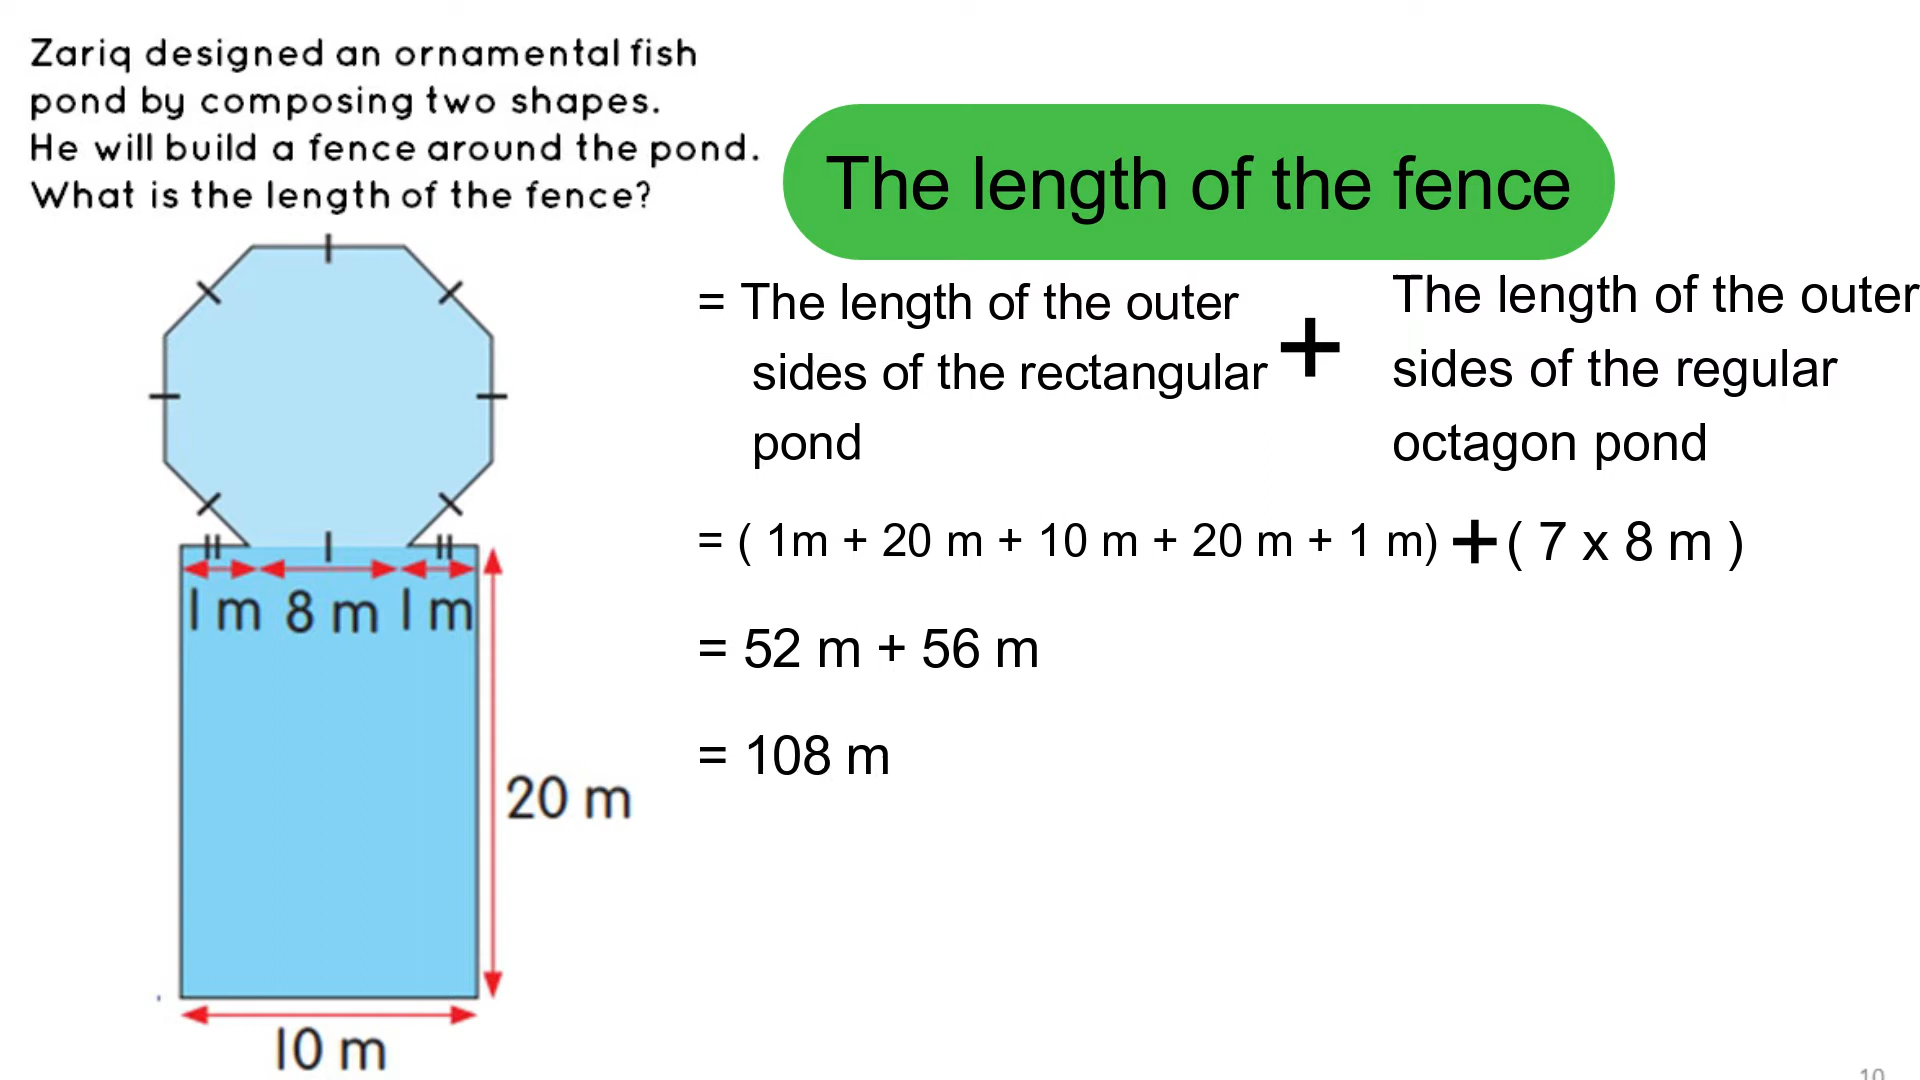 Zariq designed an ornamental fish
pond by composing two shapes.
He will build a fence around the pond.
What is the length of the fence?
The length of the fence
= The length of the outer
sides of the rectangular
pond
+
The length of the outer
sides of the regular
octagon pond
= ( 1m + 20 m + 10 m + 20 m + 1 m) + ( 7 x 8 m )
= 52 m + 56 m
= 108 m
1 m 8 m 1 m
20 m
10 m
10